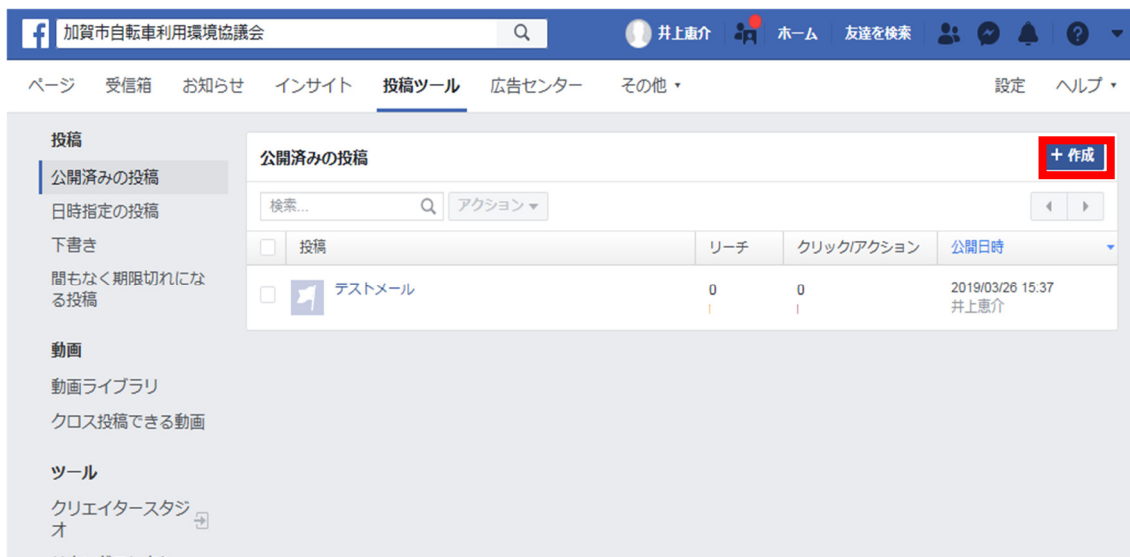 f 加賀市自転車利用環境協議会 井上恵介 ホーム 友達を検索
ページ 受信箱 お知らせ インサイト 投稿ツール 広告センター その他 設定 ヘルプ
投稿
公開済みの投稿
日時指定の投稿
下書き
間もなく期限切れにな
る投稿
動画
動画ライブラリ
クロス投稿できる動画
ツール
クリエイタースタジ
オ
公開済みの投稿 + 作成
検索... アクション
投稿 リーチ クリック/アクション 公開日時
テストメール 0 0 2019/03/26 15:37
井上恵介